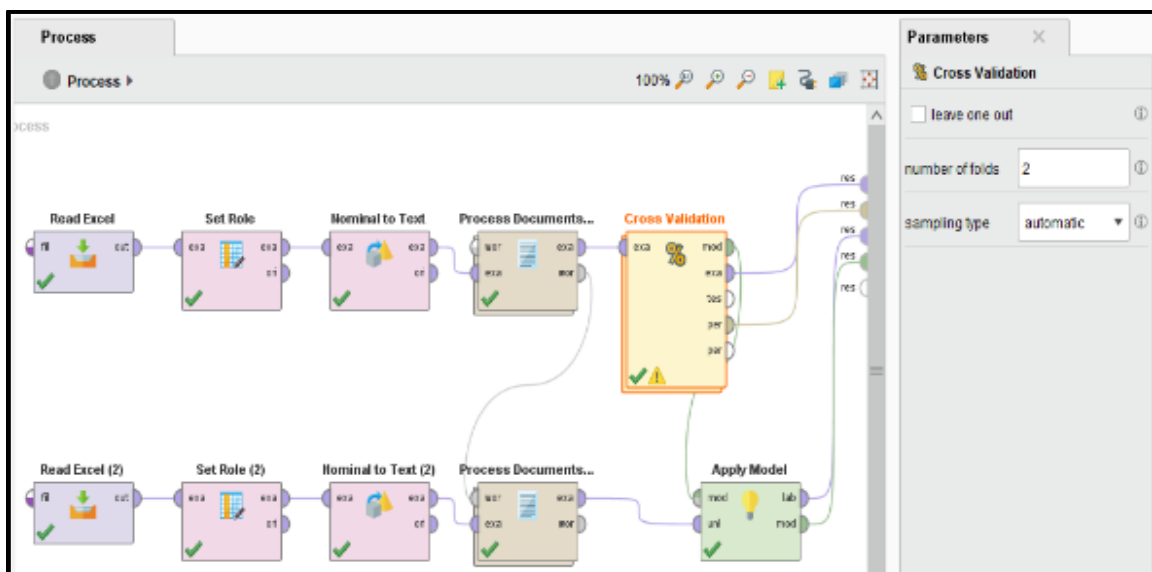 Process
Parameters
Process
100%
Cross Validation
ocess
leave one out
number of folds 2
sampling type automatic
res
res
res
res
res
Read Excel Set Role Nominal to Text Process Documents... Cross Validation
fil out exa exa exa exa wor exa exa mod
ori ori exa wor exa
tes
per
per
Read Excel (2) Set Role (2) Nominal to Text (2) Process Documents... Apply Model
fil out exa exa exa exa wor exa mod lab
ori ori exa wor unl mod